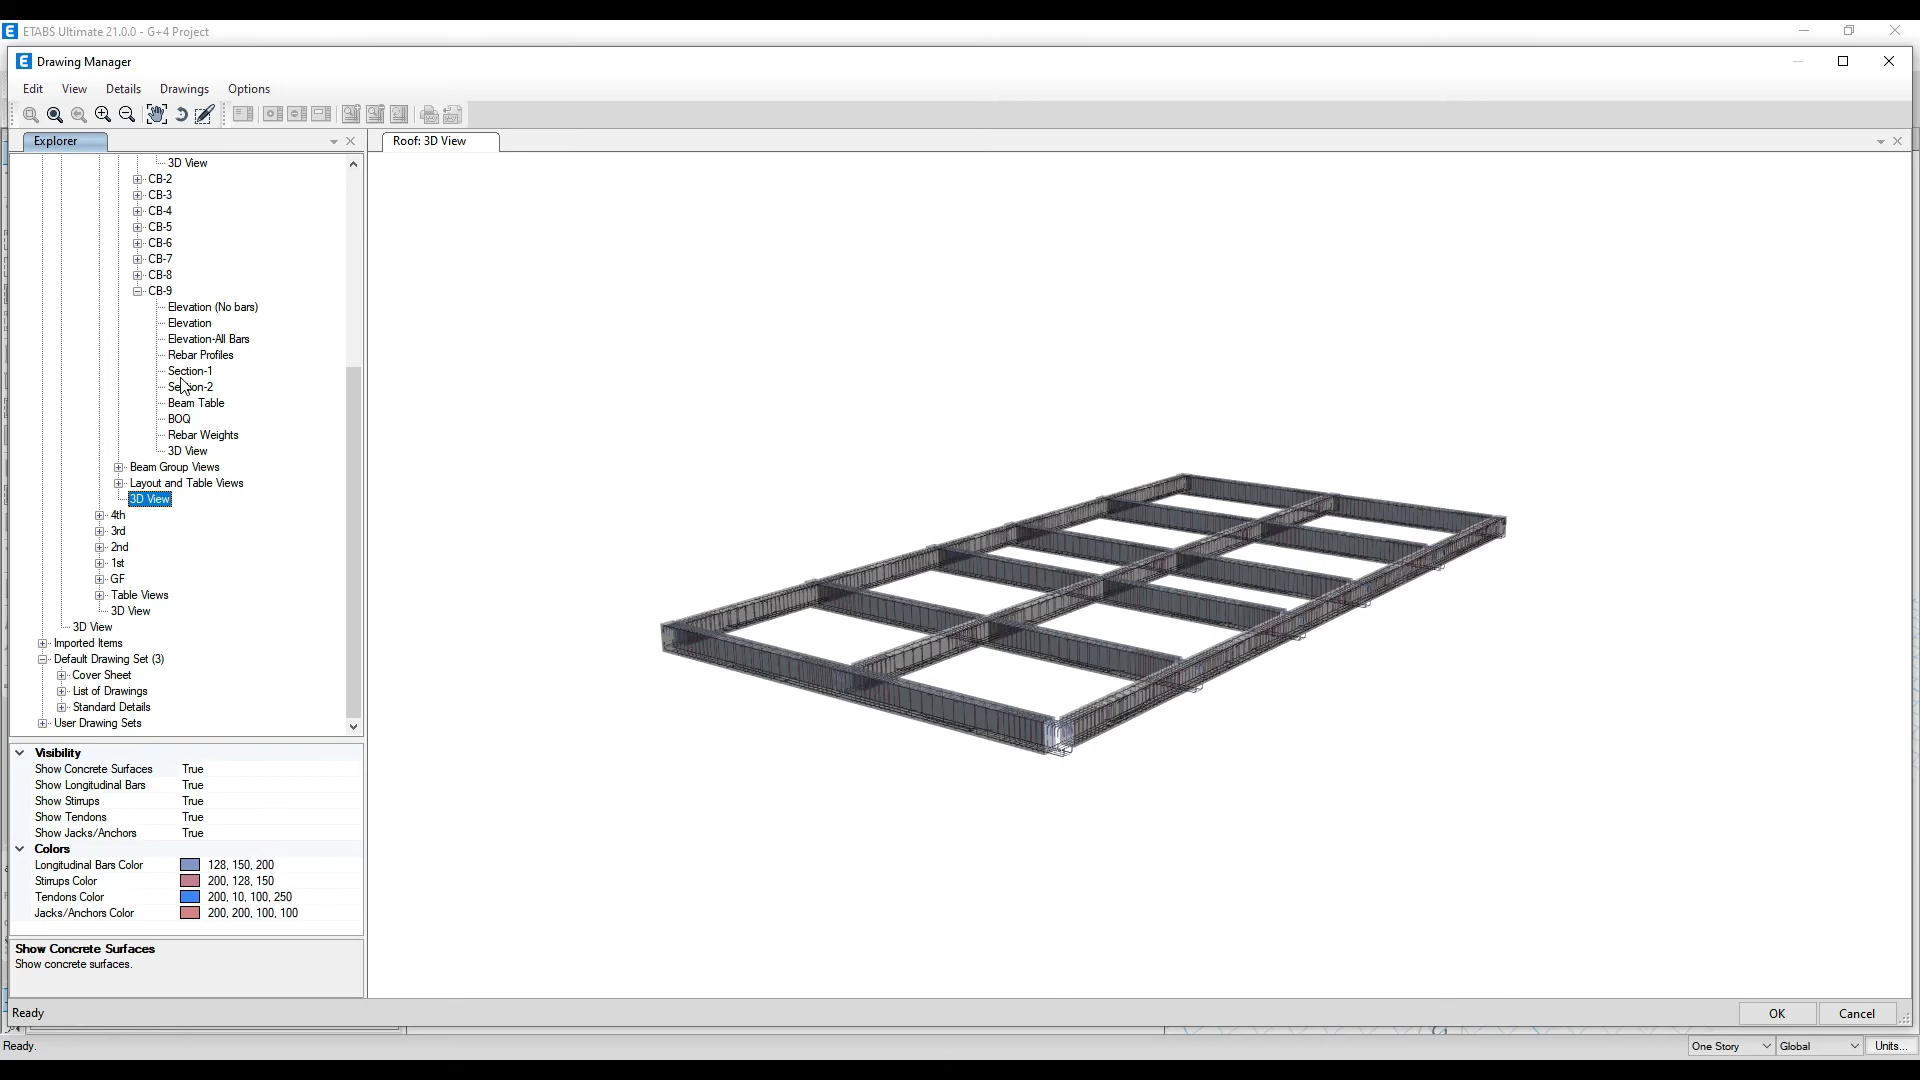 ETABS Ultimate 21.0.0 - G+4 Project
Drawing Manager
Edit View Details Drawings Options
Explorer
Roof: 3D View
3D View
CB-2
CB-3
CB-4
CB-5
CB-6
CB-7
CB-8
CB-9
Elevation (No bars)
Elevation
Elevation-All Bars
Rebar Profiles
Section-1
Section-2
Beam Table
BOQ
Rebar Weights
3D View
Beam Group Views
Layout and Table Views
3D View
4th
3rd
2nd
1st
GF
Table Views
3D View
3D View
Imported Items
Default Drawing Set (3)
Cover Sheet
List of Drawings
Standard Details
User Drawing Sets
Visibility
Show Concrete Surfaces True
Show Longitudinal Bars True
Show Stirrups True
Show Tendons True
Show Jacks/Anchors True
Colors
Longitudinal Bars Color 128, 150, 200
Stirrups Color 200, 128, 150
Tendons Color 200, 10, 100, 250
Jacks/Anchors Color 200, 200, 100, 100
Show Concrete Surfaces
Show concrete surfaces.
Ready
OK Cancel
Ready.
One Story Global Units...